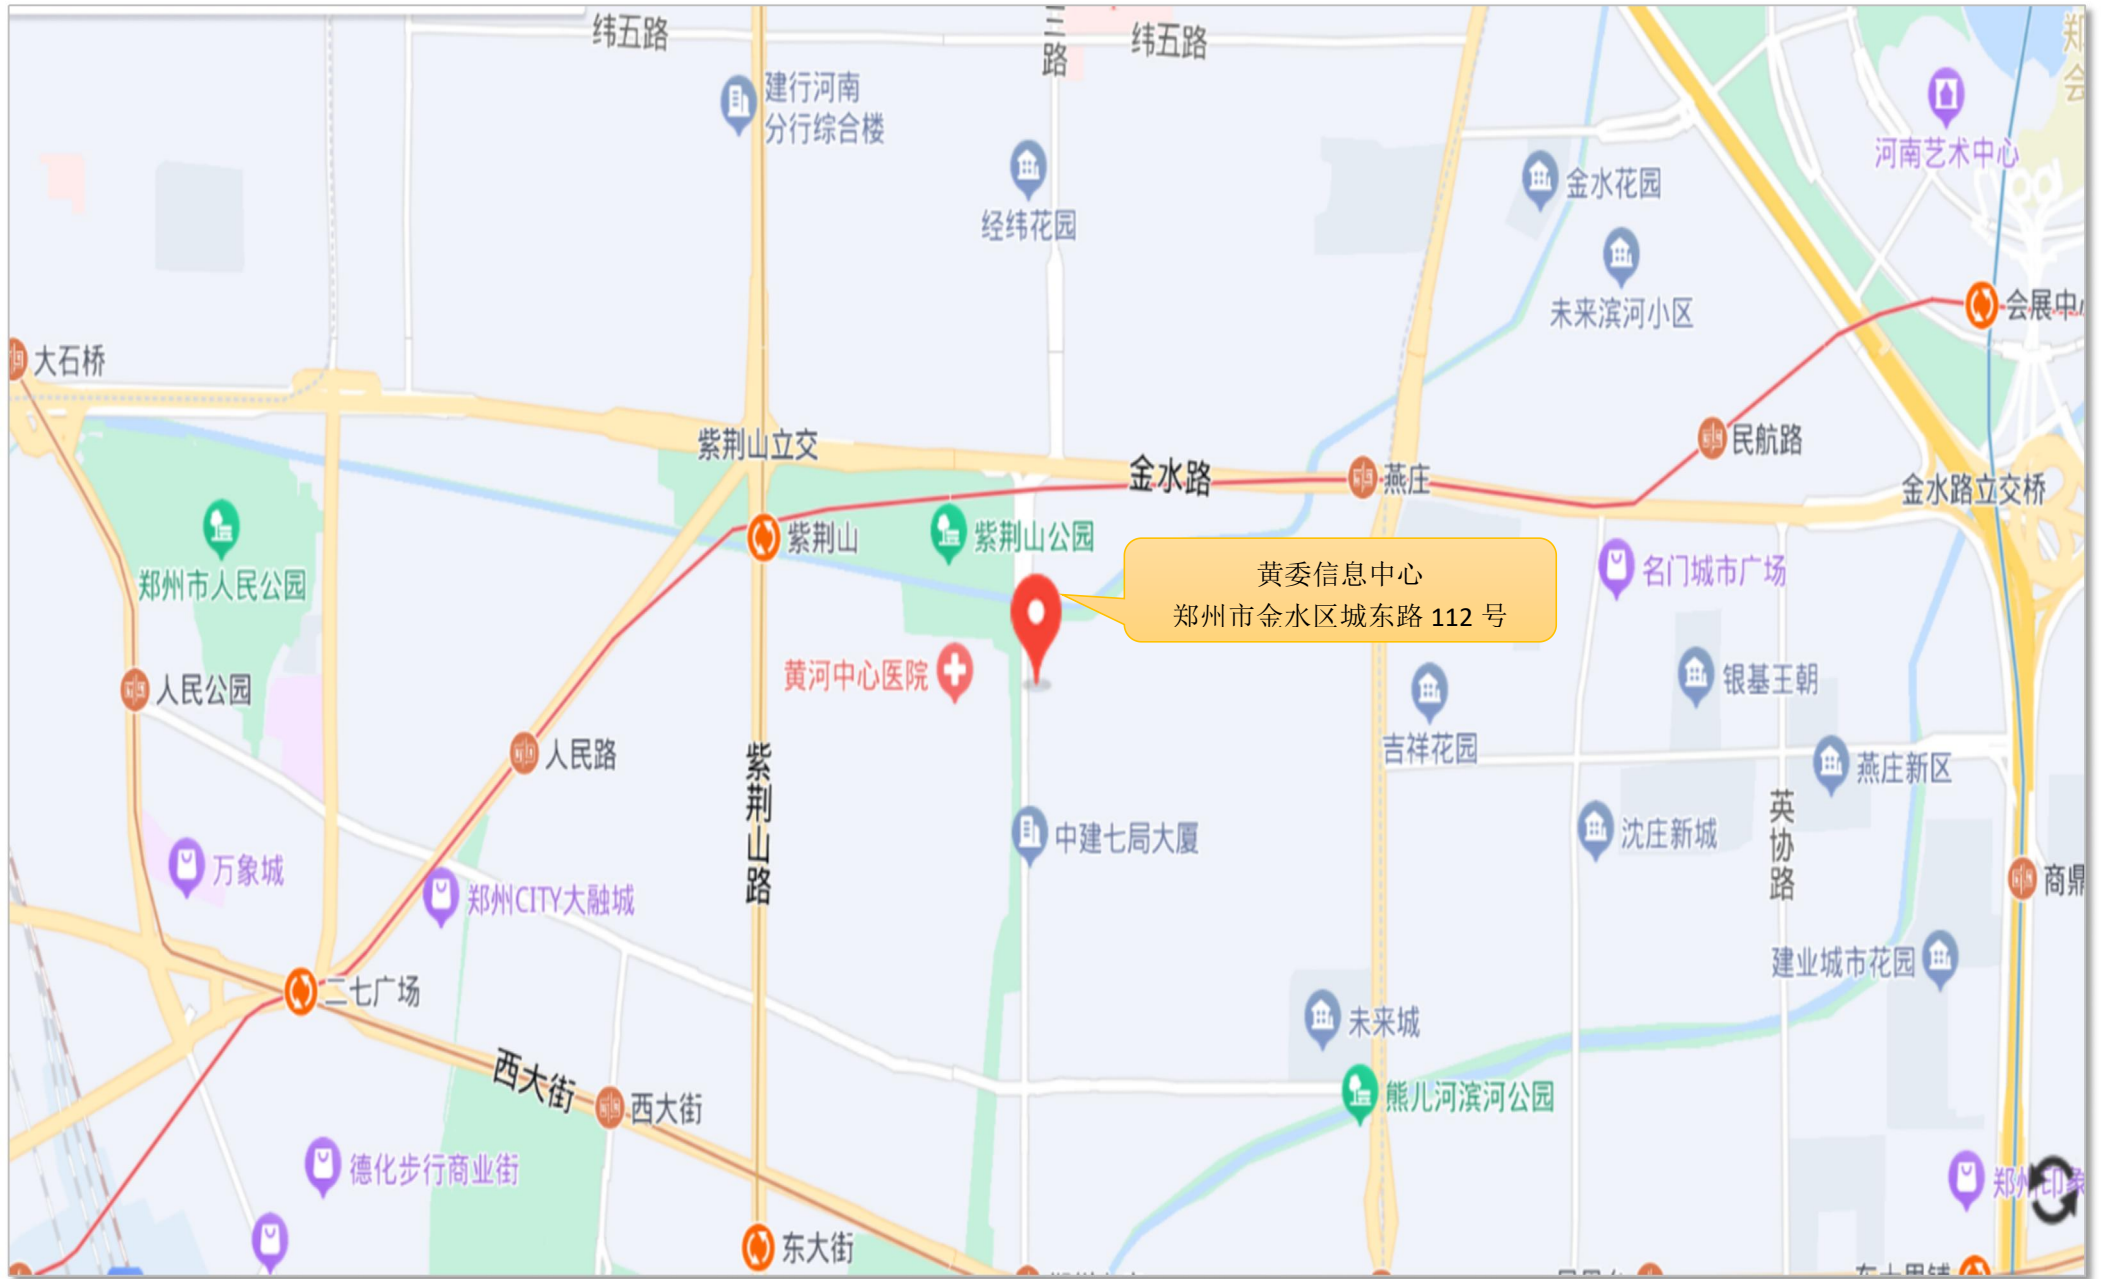 纬五路
三路
纬五路
郑
会
建行河南
分行综合楼
经纬花园
河南艺术中心
金水花园
未来滨河小区
会展中
大石桥
紫荆山立交
金水路
燕庄
民航路
金水路立交桥
郑州市人民公园
紫荆山
紫荆山公园
黄委信息中心
郑州市金水区城东路 112 号
名门城市广场
人民公园
黄河中心医院
吉祥花园
银基王朝
人民路
紫荆山路
燕庄新区
万象城
郑州CITY大融城
中建七局大厦
沈庄新城
英协路
商鼎
建业城市花园
二七广场
未来城
西大街
西大街
熊儿河滨河公园
德化步行商业街
郑州印象
东大街